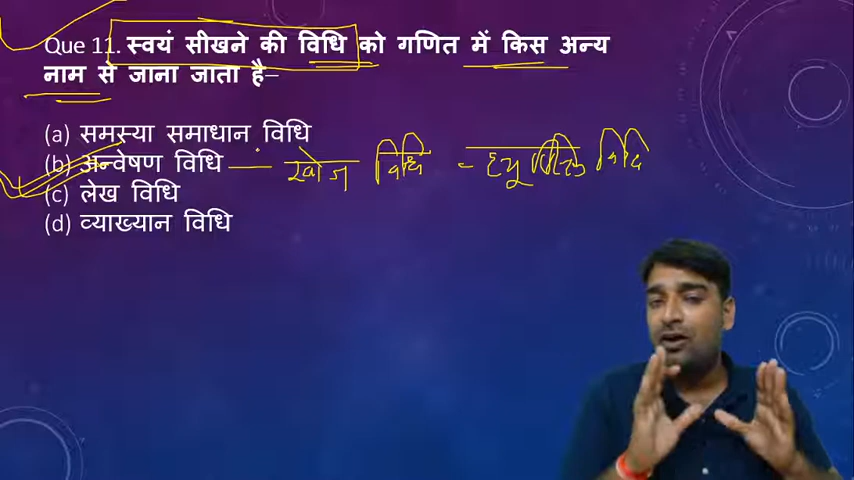 Que 11. स्वयं सीखने की विधि को गणित में किस अन्य
नाम से जाना जाता है–
(a) समस्या समाधान विधि
(b) अन्वेषण विधि — खोज विधि - ह्यूरिस्टिक विधि
(c) लेख विधि
(d) व्याख्यान विधि